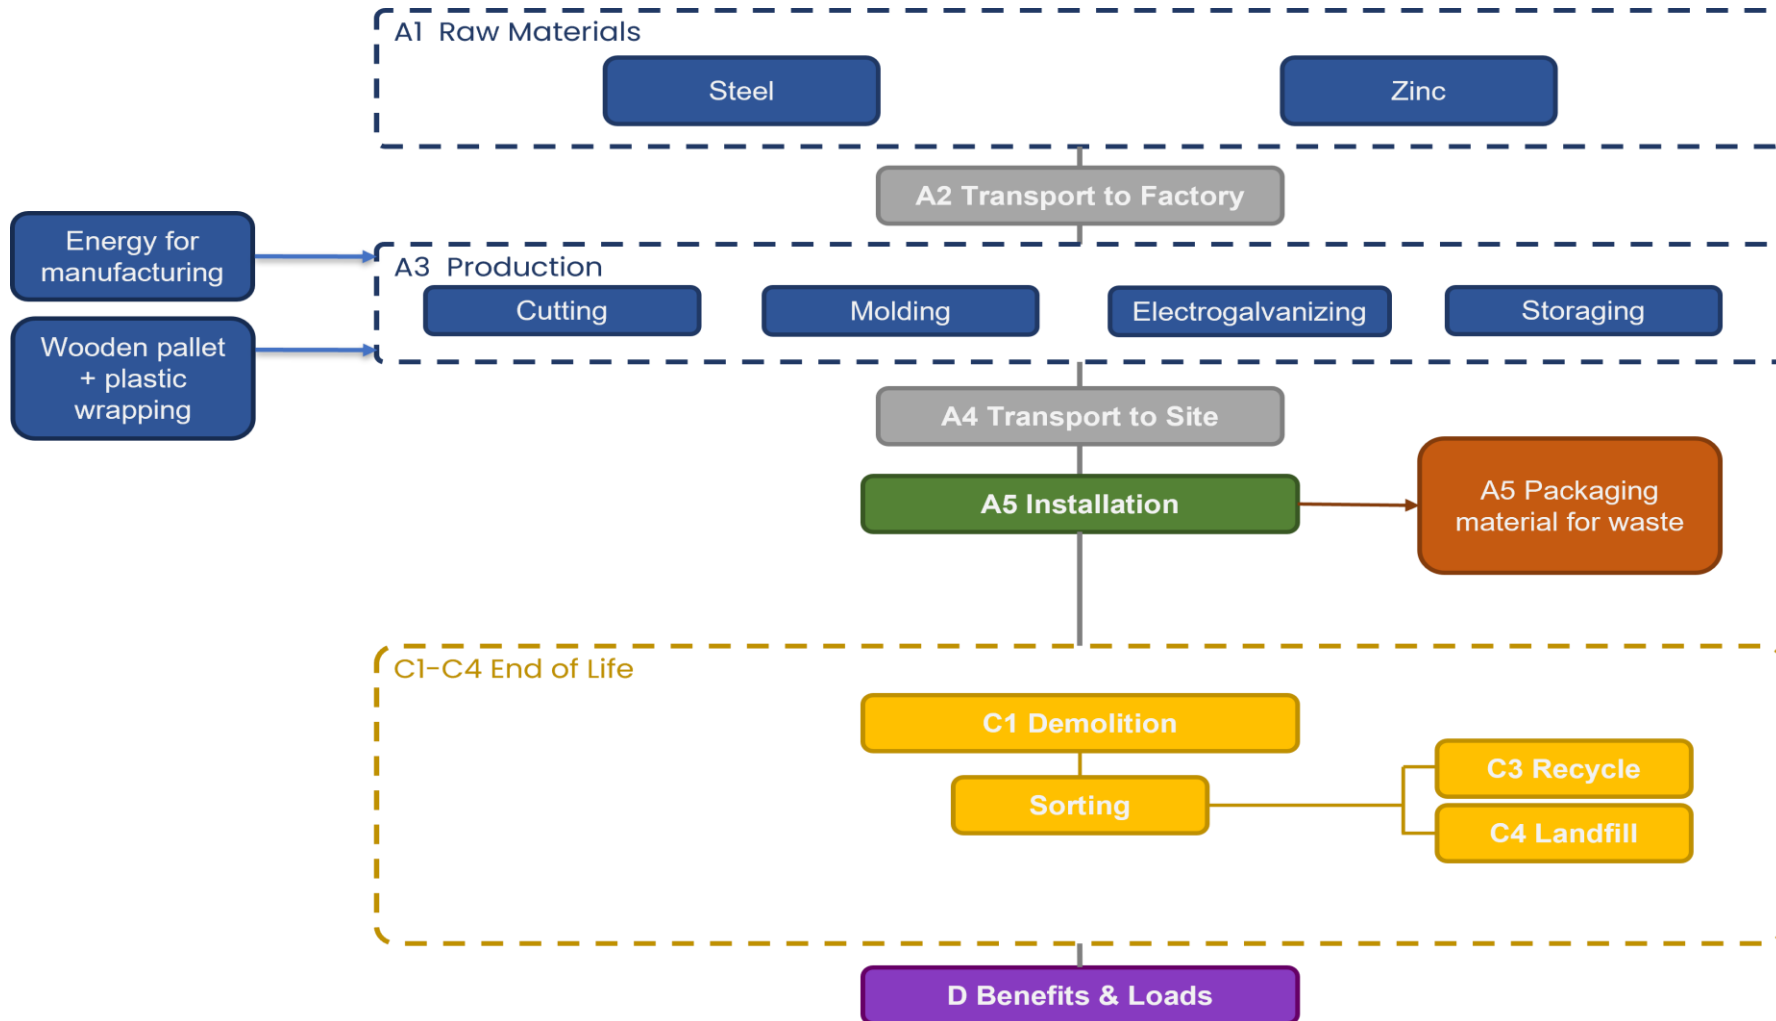 A1 Raw Materials
Steel
Zinc
A2 Transport to Factory
Energy for
manufacturing
A3 Production
Cutting
Molding
Electrogalvanizing
Storaging
Wooden pallet
+ plastic
wrapping
A4 Transport to Site
A5 Installation
A5 Packaging
material for waste
C1-C4 End of Life
C1 Demolition
Sorting
C3 Recycle
C4 Landfill
D Benefits & Loads